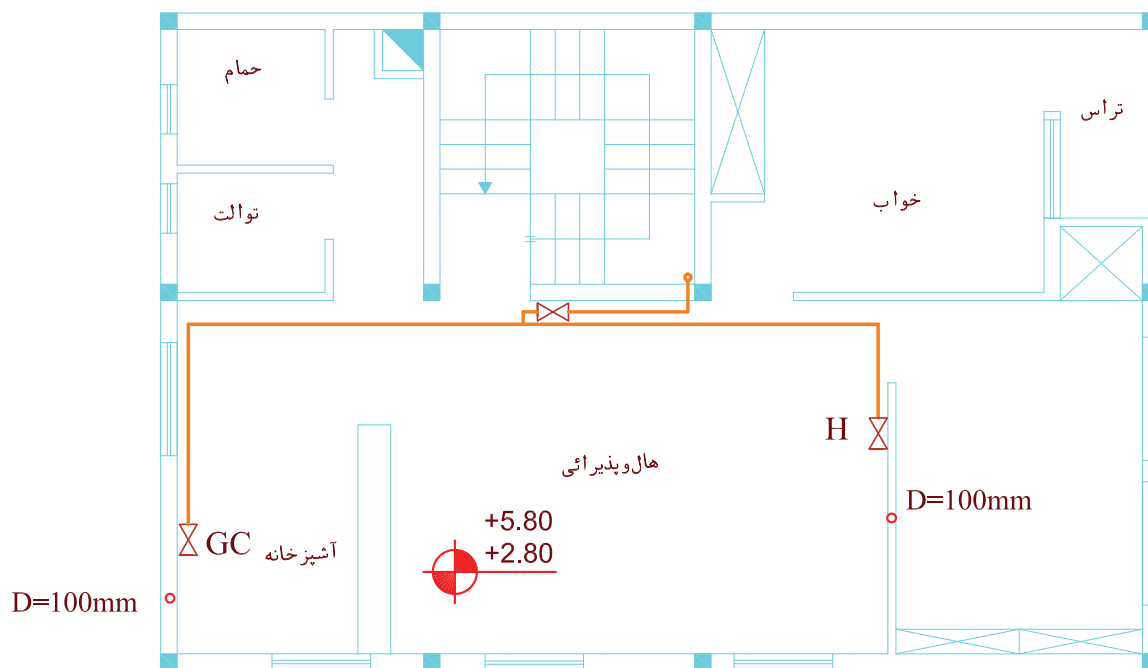 حمام
تراس
خواب
توالت
H
هال‌وپذیرائی
D=100mm
+5.80
+2.80
GC
آشپزخانه
D=100mm